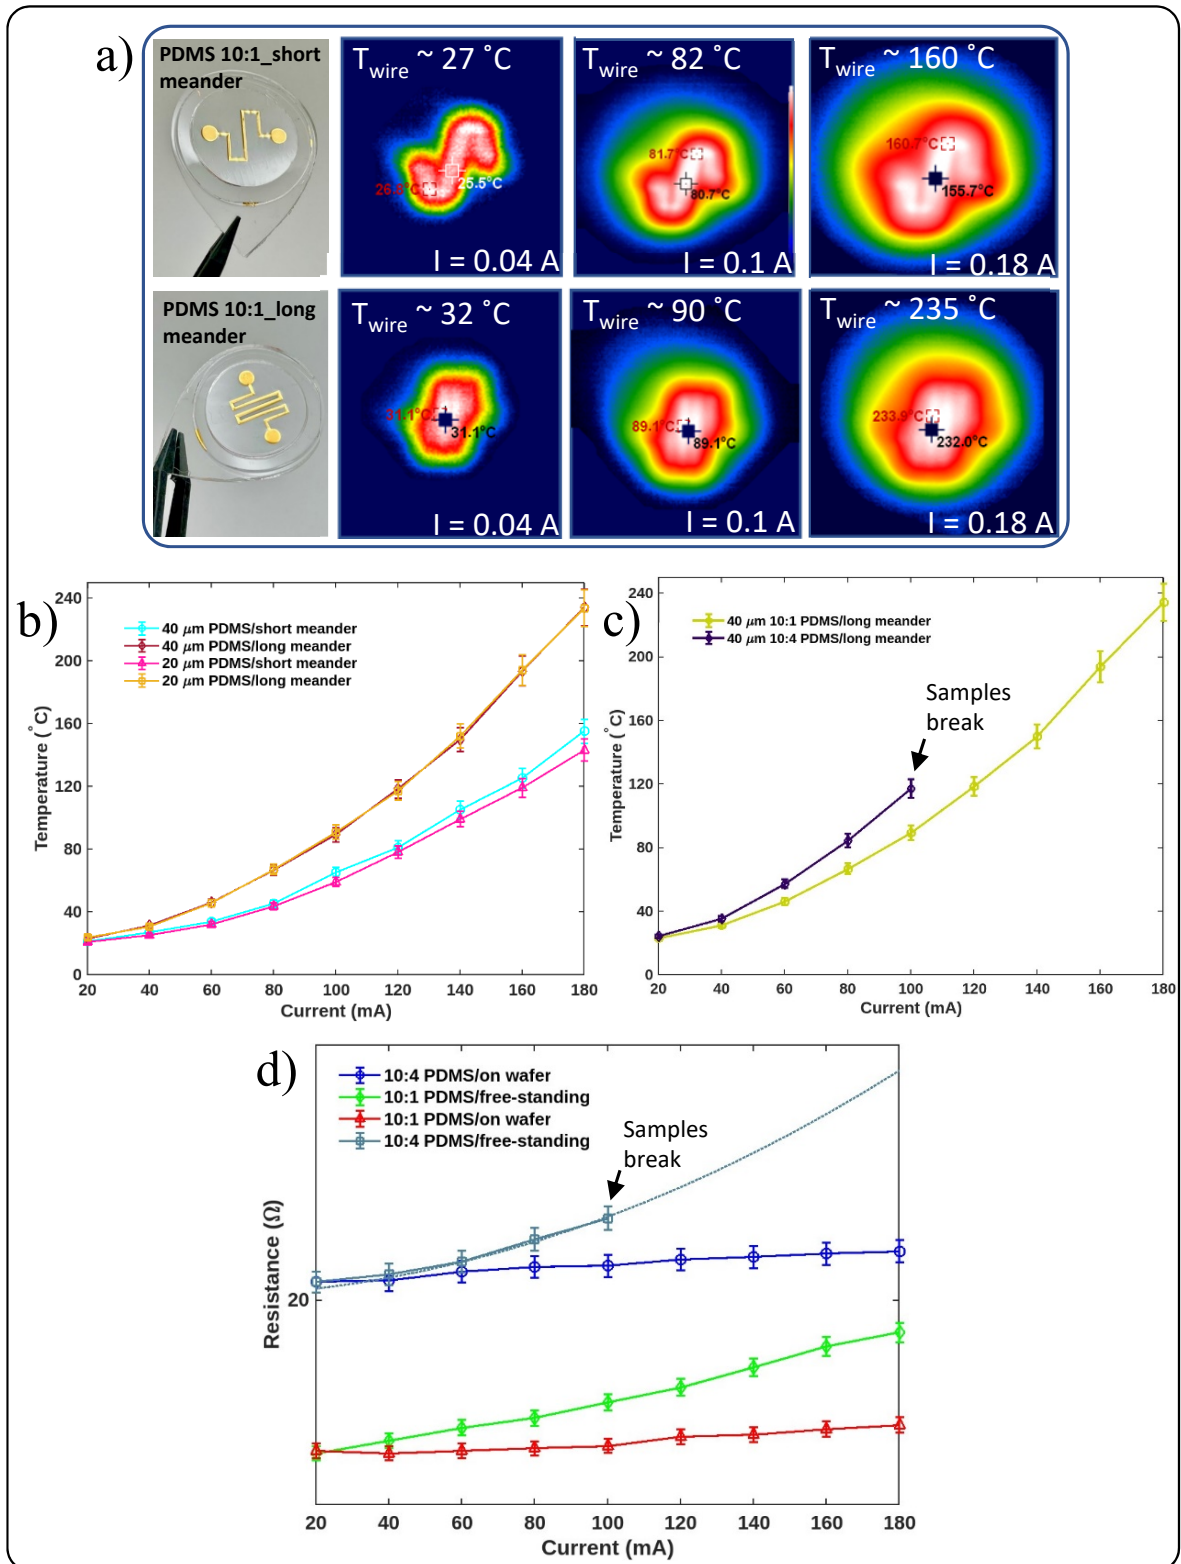 a)
PDMS 10:1_short
meander
T wire ~ 27 ˚C
26.8°C
25.5°C
I = 0.04 A
T wire ~ 82 ˚C
81.7°C
80.7°C
I = 0.1 A
T wire ~ 160 ˚C
160.7°C
155.7°C
I = 0.18 A
PDMS 10:1_long
meander
T wire ~ 32 ˚C
31.1°C
31.1°C
I = 0.04 A
T wire ~ 90 ˚C
89.1°C
89.1°C
I = 0.1 A
T wire ~ 235 ˚C
233.9°C
232.0°C
I = 0.18 A
b)
40 μm PDMS/short meander
40 μm PDMS/long meander
20 μm PDMS/short meander
20 μm PDMS/long meander
Temperature (°C)
240
200
160
120
80
40
0
20 40 60 80 100 120 140 160 180
Current (mA)
c)
40 μm 10:1 PDMS/long meander
40 μm 10:4 PDMS/long meander
Samples
break
Temperature (°C)
240
200
160
120
80
40
0
20 40 60 80 100 120 140 160 180
Current (mA)
d)
10:4 PDMS/on wafer
10:1 PDMS/free-standing
10:1 PDMS/on wafer
10:4 PDMS/free-standing
Samples
break
Resistance (Ω)
20
20 40 60 80 100 120 140 160 180
Current (mA)